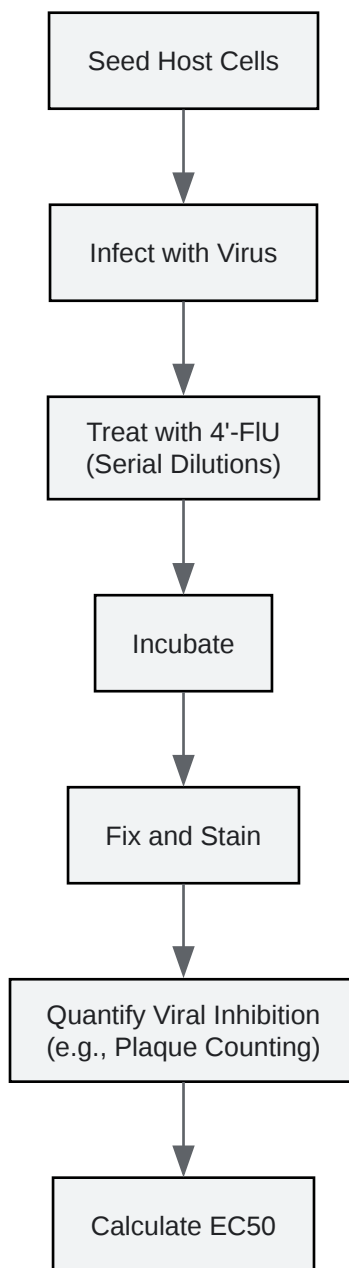 Seed Host Cells
Infect with Virus
Treat with 4'-FlU
(Serial Dilutions)
Incubate
Fix and Stain
Quantify Viral Inhibition
(e.g., Plaque Counting)
Calculate EC50